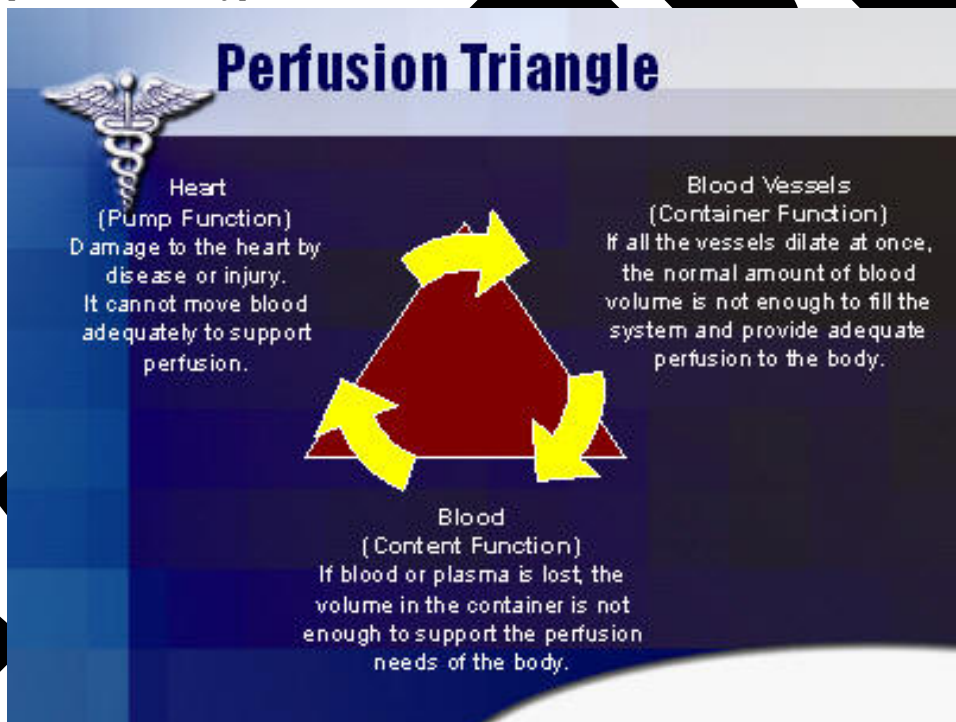 Perfusion Triangle
Heart
(Pump Function)
Damage to the heart by
disease or injury.
It cannot move blood
adequately to support
perfusion.
Blood Vessels
(Container Function)
If all the vessels dilate at once,
the normal amount of blood
volume is not enough to fill the
system and provide adequate
perfusion to the body.
Blood
(Content Function)
If blood or plasma is lost, the
volume in the container is not
enough to support the perfusion
needs of the body.